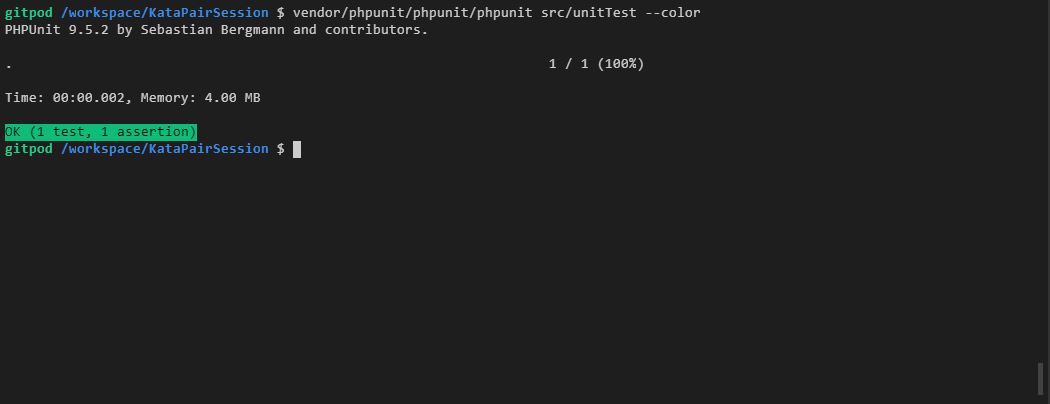 gitpod /workspace/KataPairSession $ vendor/phpunit/phpunit/phpunit src/unitTest --color
PHPUnit 9.5.2 by Sebastian Bergmann and contributors.
. 1 / 1 (100%)
Time: 00:00.002, Memory: 4.00 MB
OK (1 test, 1 assertion)
gitpod /workspace/KataPairSession $